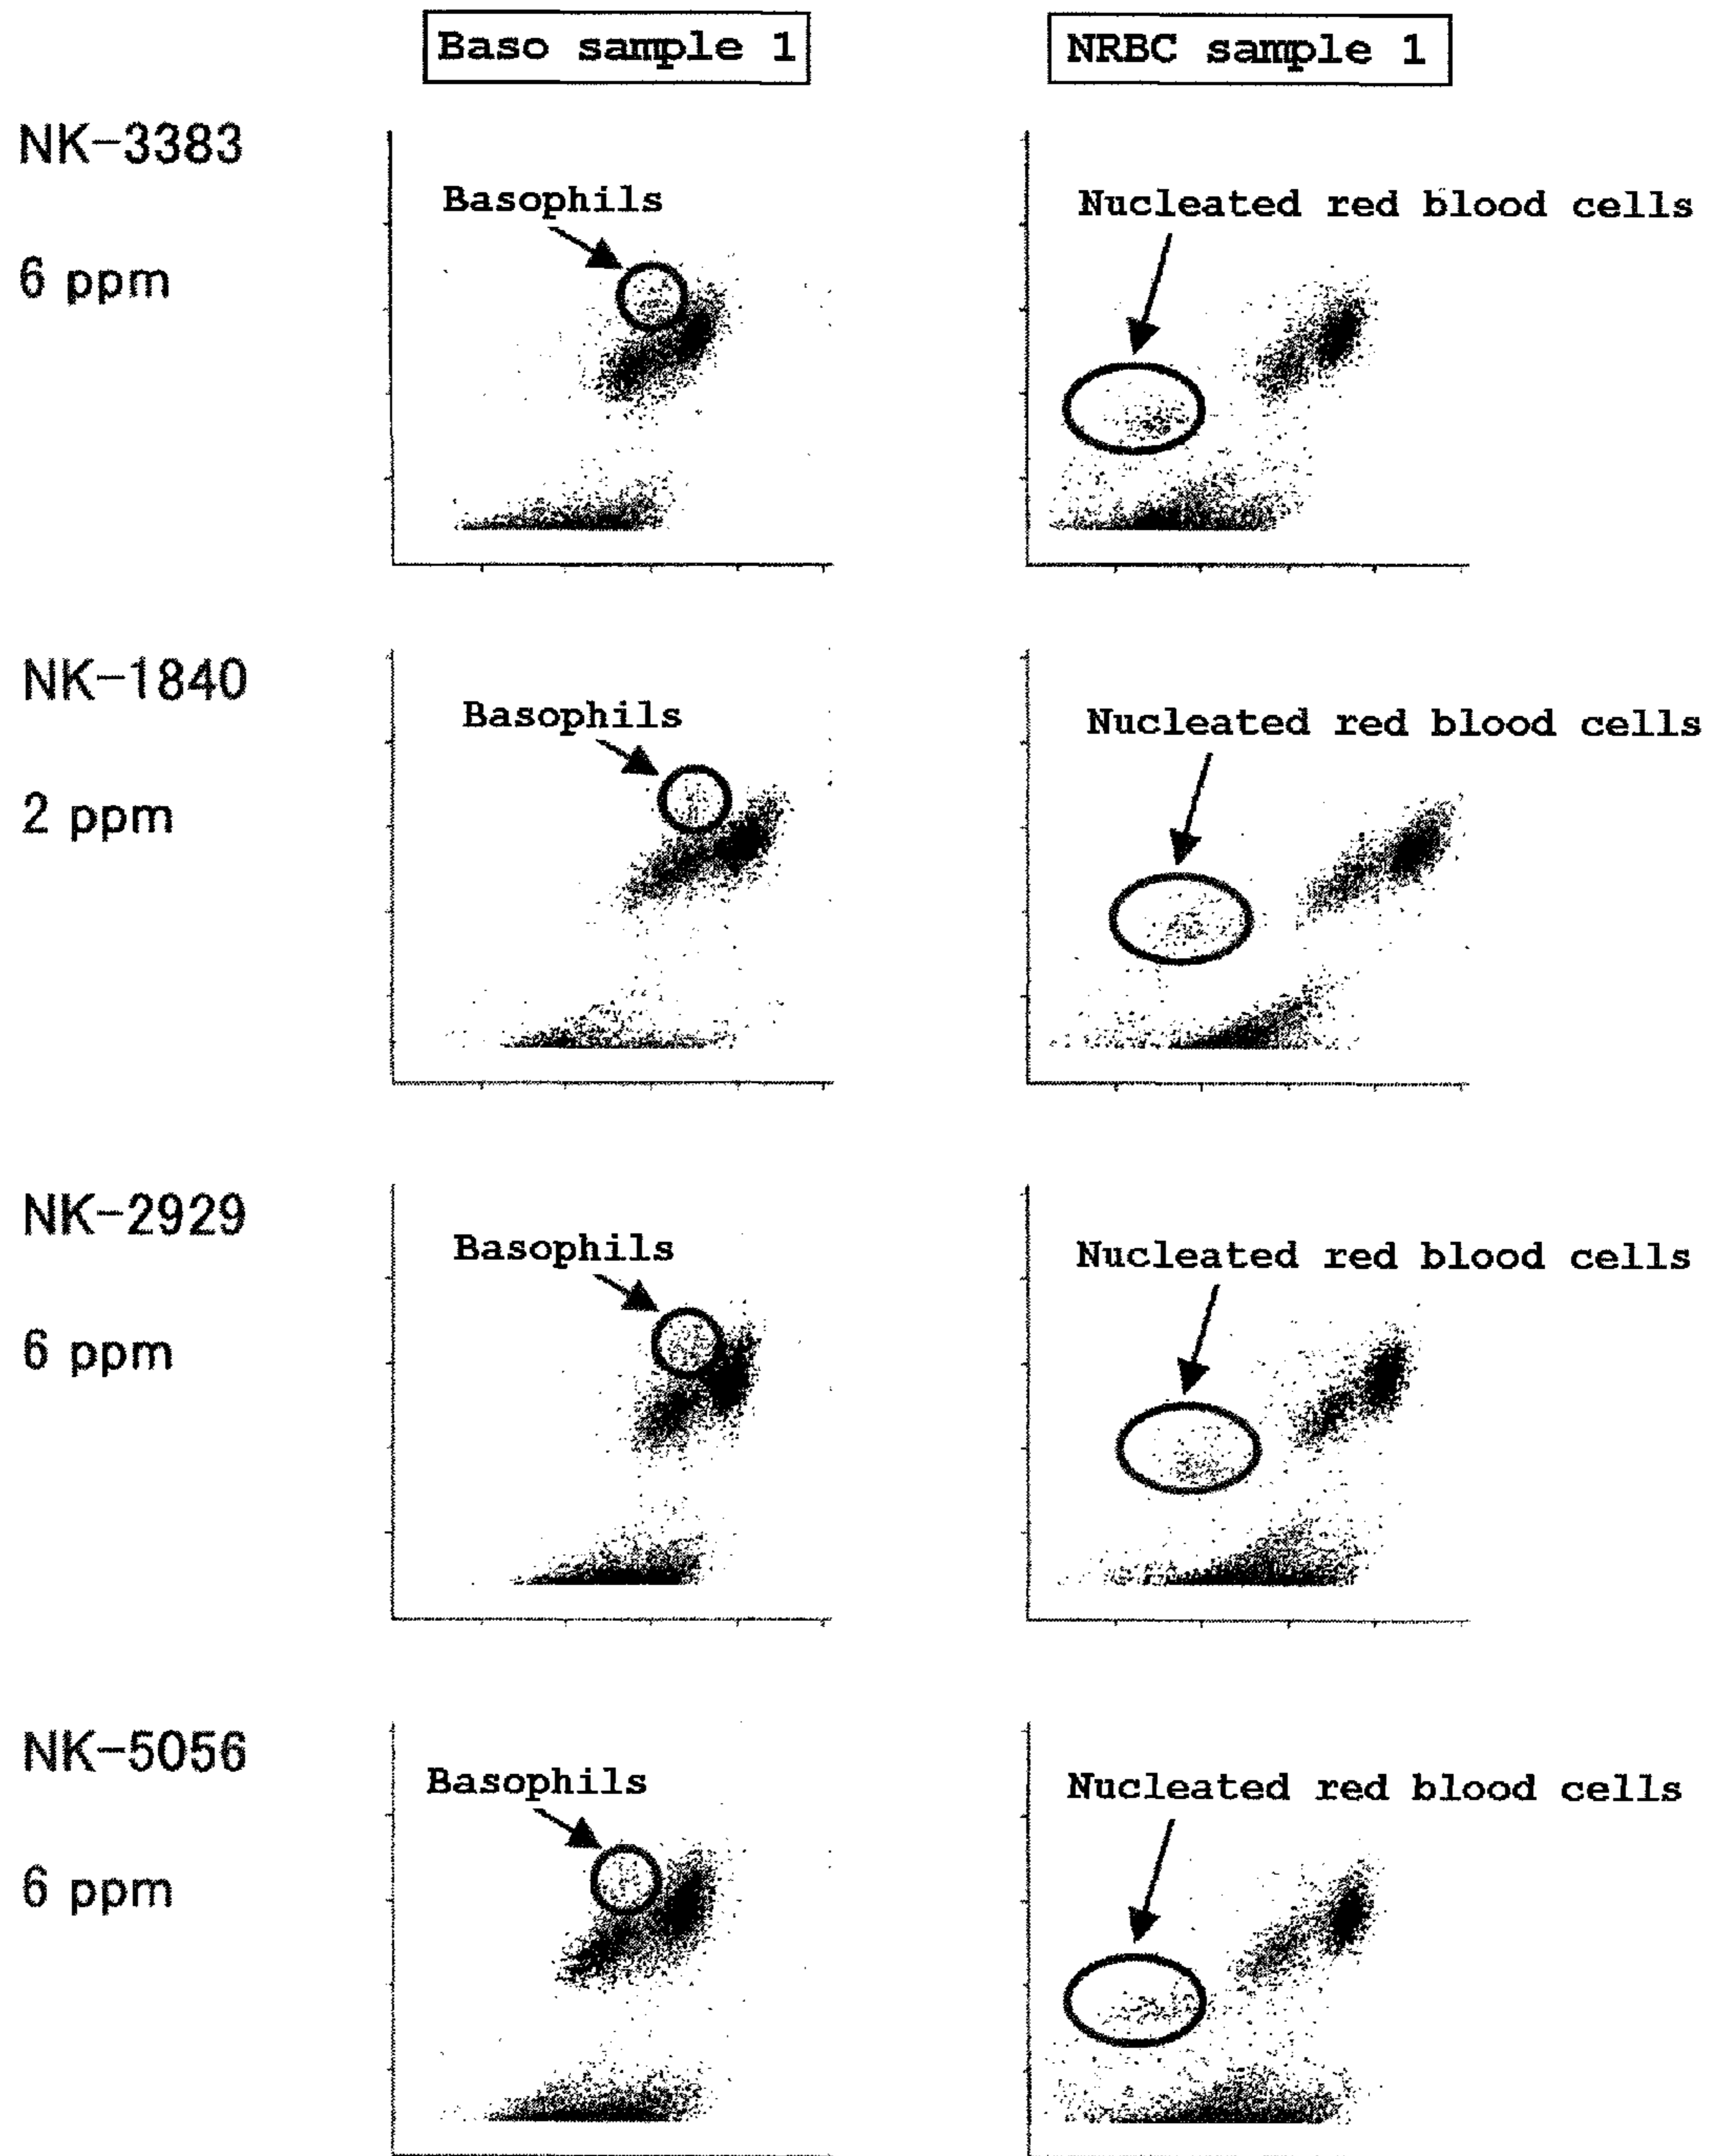 Baso sample 1
NRBC sample 1
NK-3383
6 ppm
Basophils
Nucleated red blood cells
NK-1840
2 ppm
Basophils
Nucleated red blood cells
NK-2929
6 ppm
Basophils
Nucleated red blood cells
NK-5056
6 ppm
Basophils
Nucleated red blood cells